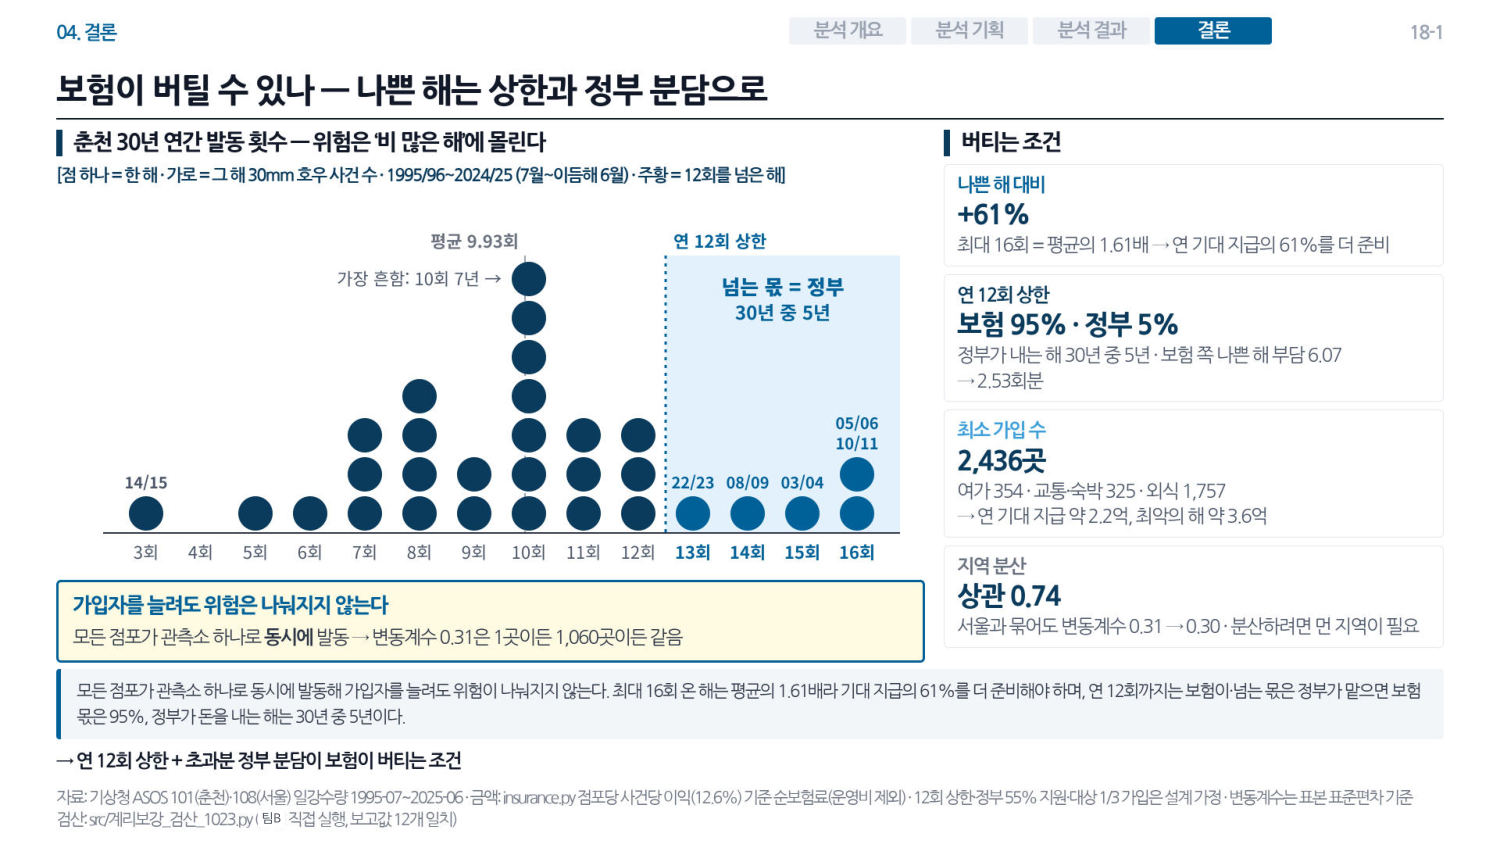 04. 결론
분석 개요
분석 기획
분석 결과
결론
18-1
보험이 버틸 수 있나 — 나쁜 해는 상한과 정부 분담으로
춘천 30년 연간 발동 횟수 — 위험은 '비 많은 해'에 몰린다
[점 하나 = 한 해 · 가로 = 그 해 30mm 호우 사건 수 · 1995/96~2024/25 (7월~이듬해 6월) · 주황 = 12회를 넘은 해]
평균 9.93회
연 12회 상한
가장 흔함: 10회 7년 →
넘는 몫 = 정부
30년 중 5년
05/06
10/11
14/15
22/23
08/09
03/04
3회
4회
5회
6회
7회
8회
9회
10회
11회
12회
13회
14회
15회
16회
가입자를 늘려도 위험은 나눠지지 않는다
모든 점포가 관측소 하나로 동시에 발동 → 변동계수 0.31은 1곳이든 1,060곳이든 같음
버티는 조건
나쁜 해 대비
+61%
최대 16회 = 평균의 1.61배 → 연 기대 지급의 61%를 더 준비
연 12회 상한
보험 95% · 정부 5%
정부가 내는 해 30년 중 5년 · 보험 쪽 나쁜 해 부담 6.07
→ 2.53회분
최소 가입 수
2,436곳
여가 354 · 교통·숙박 325 · 외식 1,757
→ 연 기대 지급 약 2.2억, 최악의 해 약 3.6억
지역 분산
상관 0.74
서울과 묶어도 변동계수 0.31 → 0.30 · 분산하려면 먼 지역이 필요
모든 점포가 관측소 하나로 동시에 발동해 가입자를 늘려도 위험이 나눠지지 않는다. 최대 16회 온 해는 평균의 1.61배라 기대 지급의 61%를 더 준비해야 하며, 연 12회까지는 보험이·넘는 몫은 정부가 맡으면 보험
몫은 95%, 정부가 돈을 내는 해는 30년 중 5년이다.
→ 연 12회 상한 + 초과분 정부 분담이 보험이 버티는 조건
자료: 기상청 ASOS 101(춘천)·108(서울) 일강수량 1995-07~2025-06 · 금액: insurance.py 점포당 사건당 이익(12.6%) 기준 순보험료(운영비 제외) · 12회 상한·정부 55% 지원·대상 1/3 가입은 설계 가정 · 변동계수는 표본 표준편차 기준
검산: src/계리보강_검산_1023.py ( 팀B 직접 실행, 보고값 12개 일치)